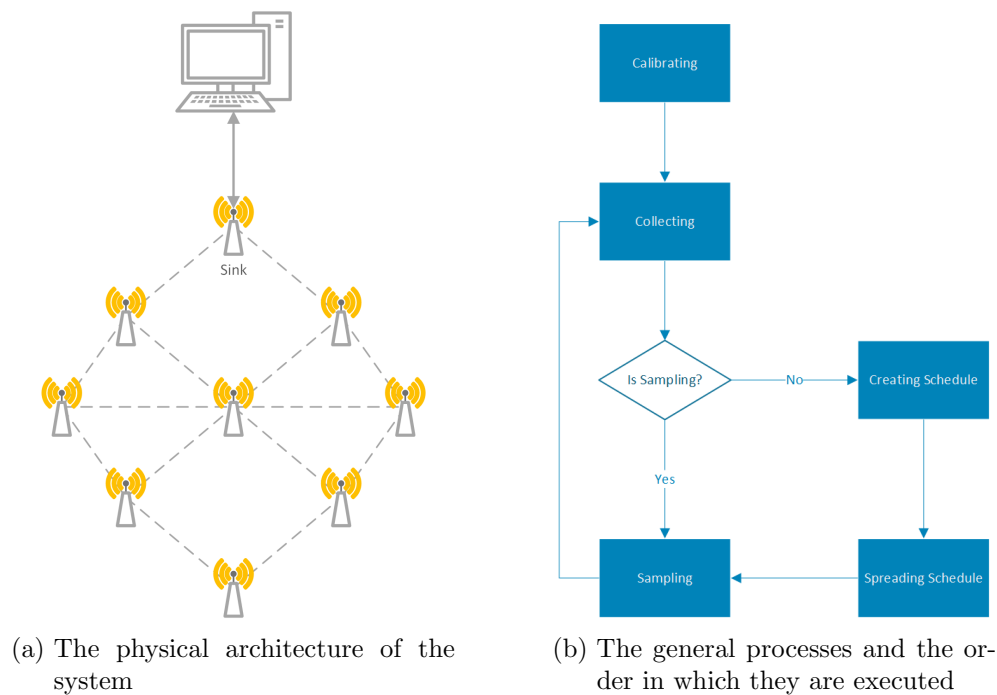 Sink
(a) The physical architecture of the
system
Calibrating
Collecting
Is Sampling?
No
Creating Schedule
Yes
Sampling
Spreading Schedule
(b) The general processes and the or-
der in which they are executed